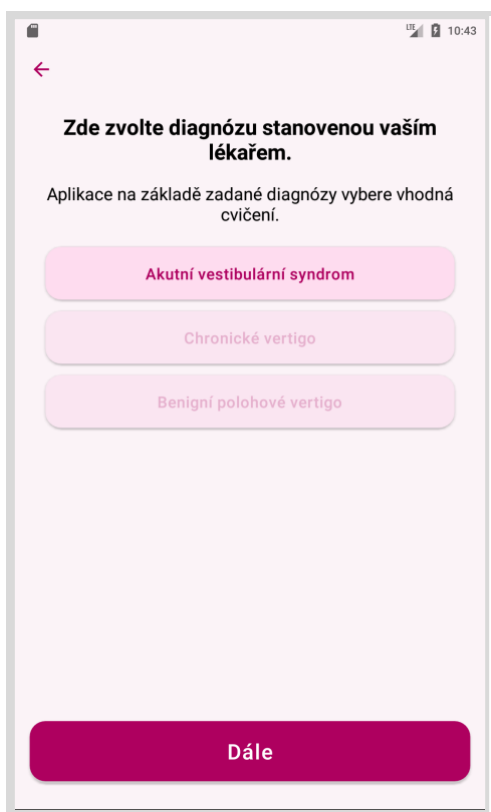 LTE 10:43
Zde zvolte diagnózu stanovenou vaším
lékařem.
Aplikace na základě zadané diagnózy vybere vhodná
cvičení.
Akutní vestibulární syndrom
Chronické vertigo
Benigní polohové vertigo
Dále